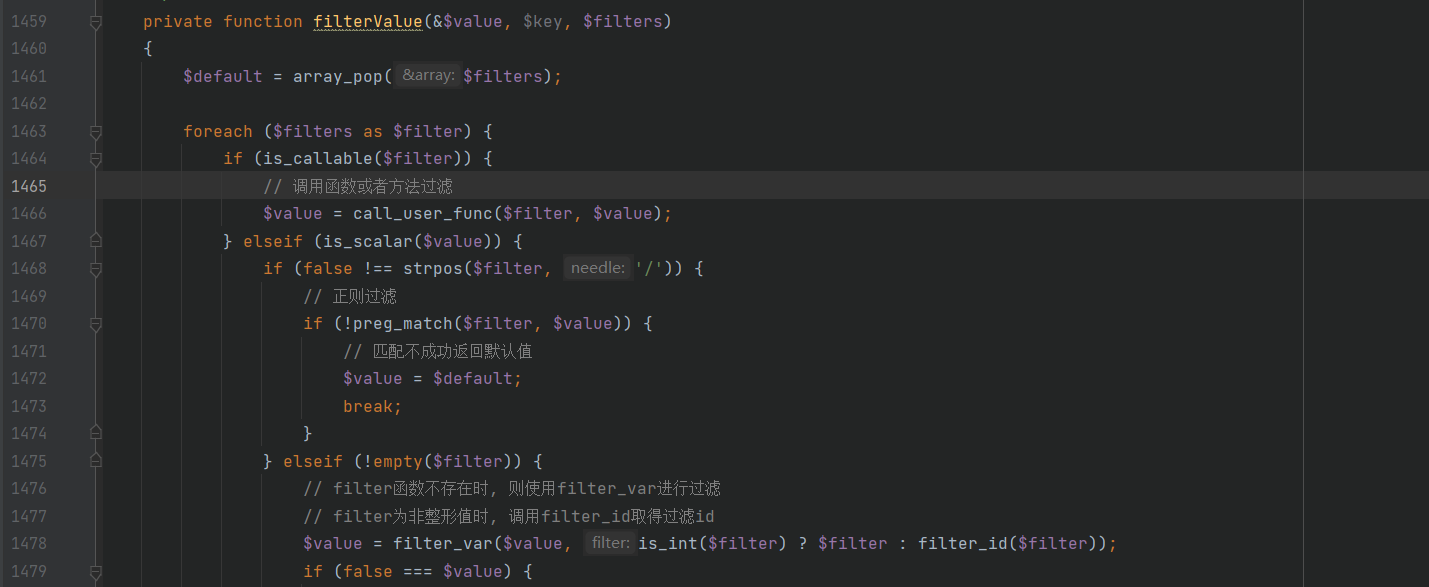 1459 private function filterValue(&$value, $key, $filters)
1460 {
1461 $default = array_pop( &array: $filters);
1462
1463 foreach ($filters as $filter) {
1464 if (is_callable($filter)) {
1465 // 调用函数或者方法过滤
1466 $value = call_user_func($filter, $value);
1467 } elseif (is_scalar($value)) {
1468 if (false !== strpos($filter, needle: '/')) {
1469 // 正则过滤
1470 if (!preg_match($filter, $value)) {
1471 // 匹配不成功返回默认值
1472 $value = $default;
1473 break;
1474 }
1475 } elseif (!empty($filter)) {
1476 // filter函数不存在时, 则使用filter_var进行过滤
1477 // filter为非整形值时, 调用filter_id取得过滤id
1478 $value = filter_var($value, filter: is_int($filter) ? $filter : filter_id($filter));
1479 if (false === $value) {